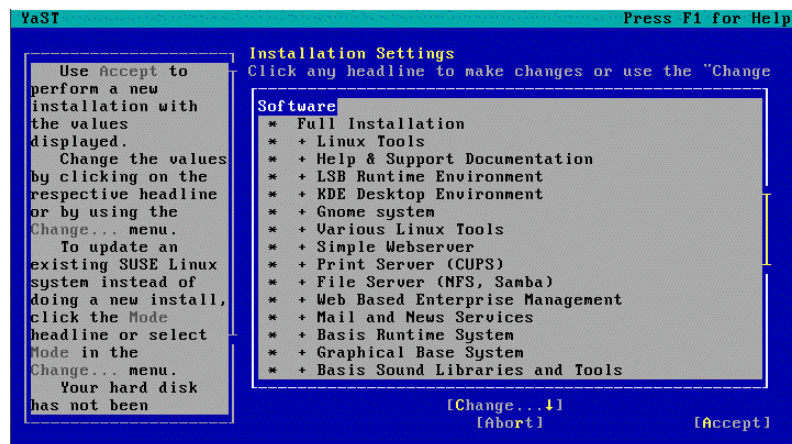 YaST Press F1 for Help
Use Accept to
perform a new
installation with
the values
displayed.
Change the values
by clicking on the
respective headline
or by using the
Change... menu.
To update an
existing SUSE Linux
system instead of
doing a new install,
click the Mode
headline or select
Mode in the
Change... menu.
Your hard disk
has not been
Installation Settings
Click any headline to make changes or use the "Change
Software
* Full Installation
* + Linux Tools
* + Help & Support Documentation
* + LSB Runtime Environment
* + KDE Desktop Environment
* + Gnome system
* + Various Linux Tools
* + Simple Webserver
* + Print Server (CUPS)
* + File Server (NFS, Samba)
* + Web Based Enterprise Management
* + Mail and News Services
* + Basis Runtime System
* + Graphical Base System
* + Basis Sound Libraries and Tools
[Change...↓]
[Abort] [Accept]